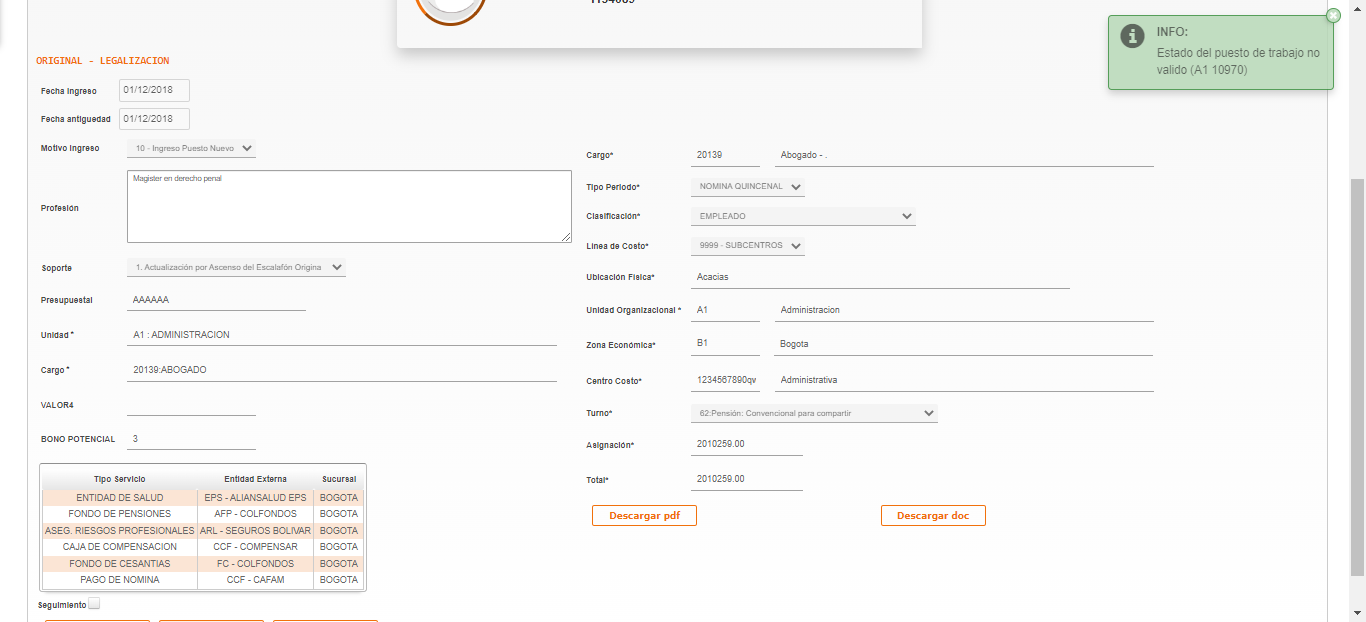 INFO:
Estado del puesto de trabajo no
valido (A1 10970)
ORIGINAL - LEGALIZACION
Fecha Ingreso 01/12/2018
Fecha antiguedad 01/12/2018
Motivo Ingreso 10 - Ingreso Puesto Nuevo
Profesión Magister en derecho penal
Soporte 1. Actualización por Ascenso del Escalafón Origina
Presupuestal AAAAAA
Unidad * A1 : ADMINISTRACION
Cargo * 20139:ABOGADO
VALOR4
BONO POTENCIAL 3
Cargo* 20139 Abogado - .
Tipo Periodo* NOMINA QUINCENAL
Clasificación* EMPLEADO
Linea de Costo* 9999 - SUBCENTROS
Ubicación Fisica* Acacias
Unidad Organizacional * A1 Administracion
Zona Económica* B1 Bogota
Centro Costo* 1234567890qv Administrativa
Turno* 62:Pensión: Convencional para compartir
Asignación* 2010259.00
Total* 2010259.00
Descargar pdf Descargar doc
Tipo Servicio Entidad Externa Sucursal
ENTIDAD DE SALUD EPS - ALIANSALUD EPS BOGOTA
FONDO DE PENSIONES AFP - COLFONDOS BOGOTA
ASEG. RIESGOS PROFESIONALES ARL - SEGUROS BOLIVAR BOGOTA
CAJA DE COMPENSACION CCF - COMPENSAR BOGOTA
FONDO DE CESANTIAS FC - COLFONDOS BOGOTA
PAGO DE NOMINA CCF - CAFAM BOGOTA
Seguimiento